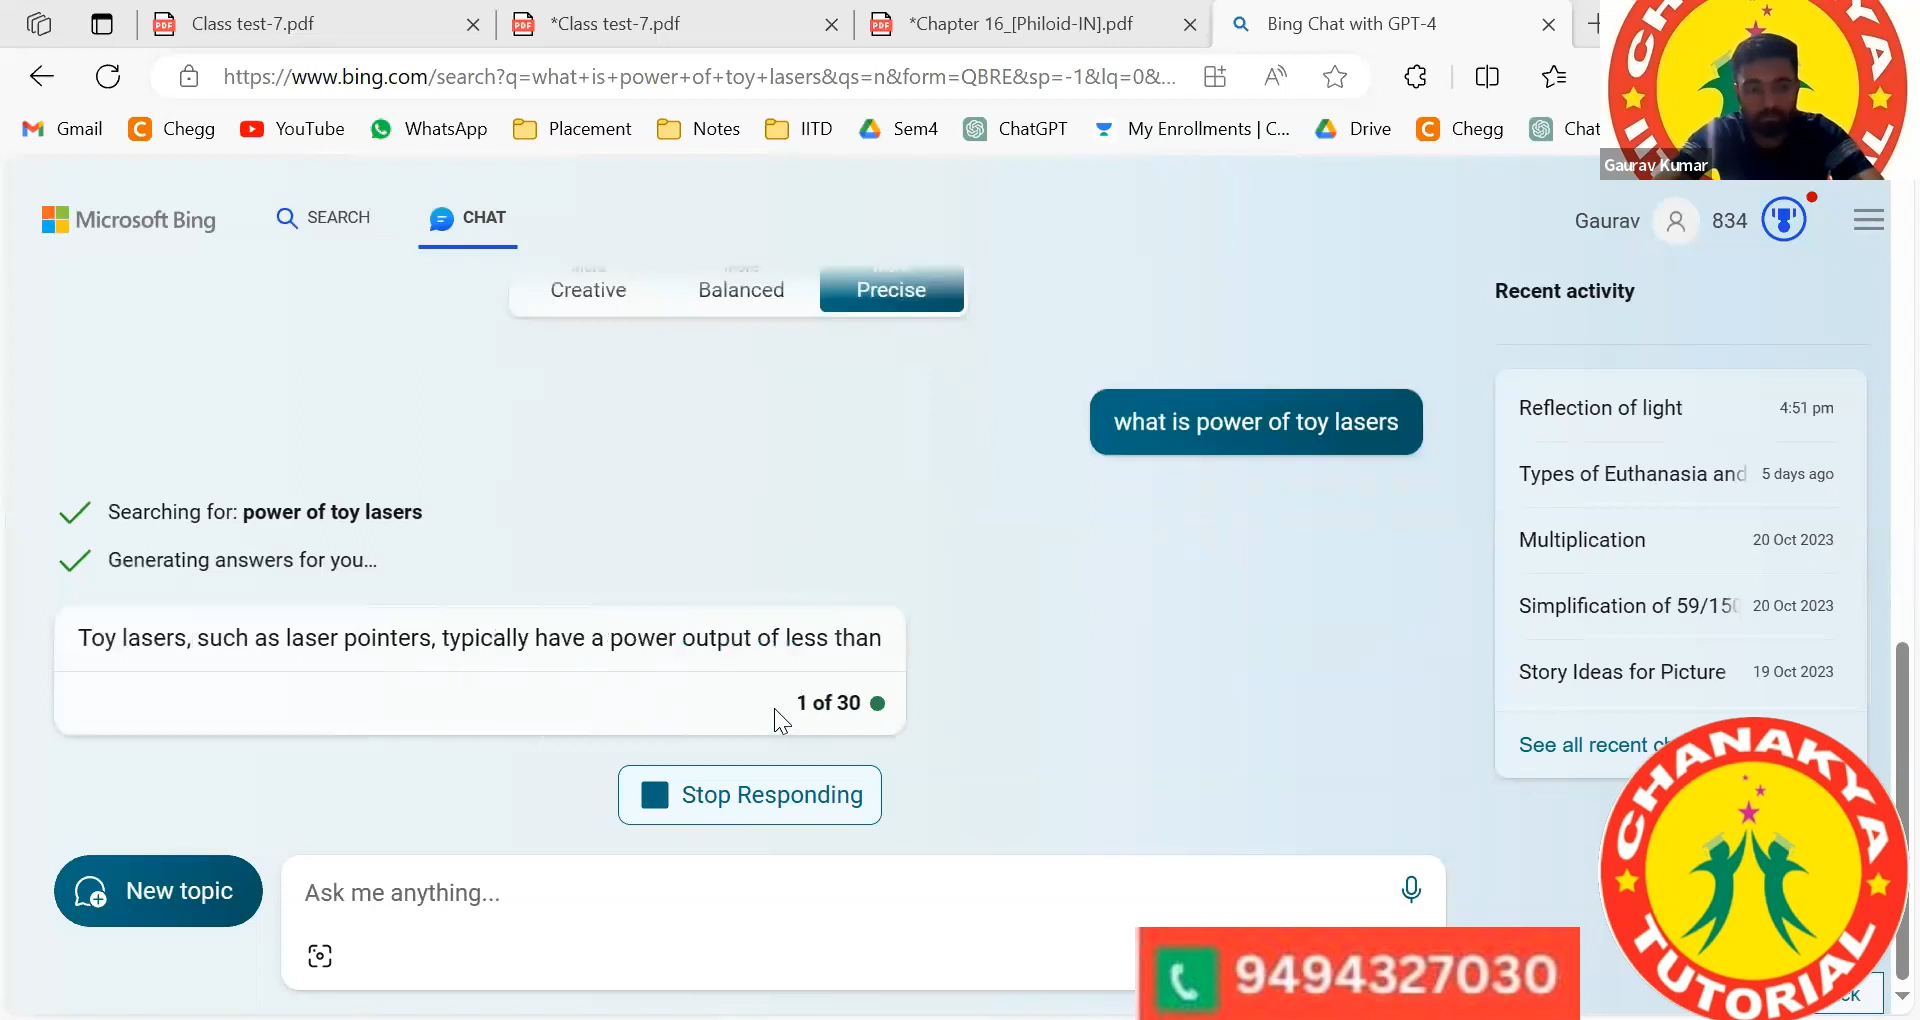 Class test-7.pdf
*Class test-7.pdf
*Chapter 16_[Philoid-IN].pdf
Bing Chat with GPT-4
https://www.bing.com/search?q=what+is+power+of+toy+lasers&qs=n&form=QBRE&sp=-1&lq=0&...
Gmail
Chegg
YouTube
WhatsApp
Placement
Notes
IITD
Sem4
ChatGPT
My Enrollments | C...
Drive
Chegg
Chat
Gaurav Kumar
Microsoft Bing
SEARCH
CHAT
Gaurav
834
Creative
Balanced
Precise
Recent activity
what is power of toy lasers
Reflection of light 4:51 pm
Types of Euthanasia and 5 days ago
Multiplication 20 Oct 2023
Simplification of 59/150 20 Oct 2023
Story Ideas for Picture 19 Oct 2023
See all recent
Searching for: power of toy lasers
Generating answers for you...
Toy lasers, such as laser pointers, typically have a power output of less than
1 of 30
Stop Responding
New topic
Ask me anything...
9494327030
CHANAKYA
TUTORIAL